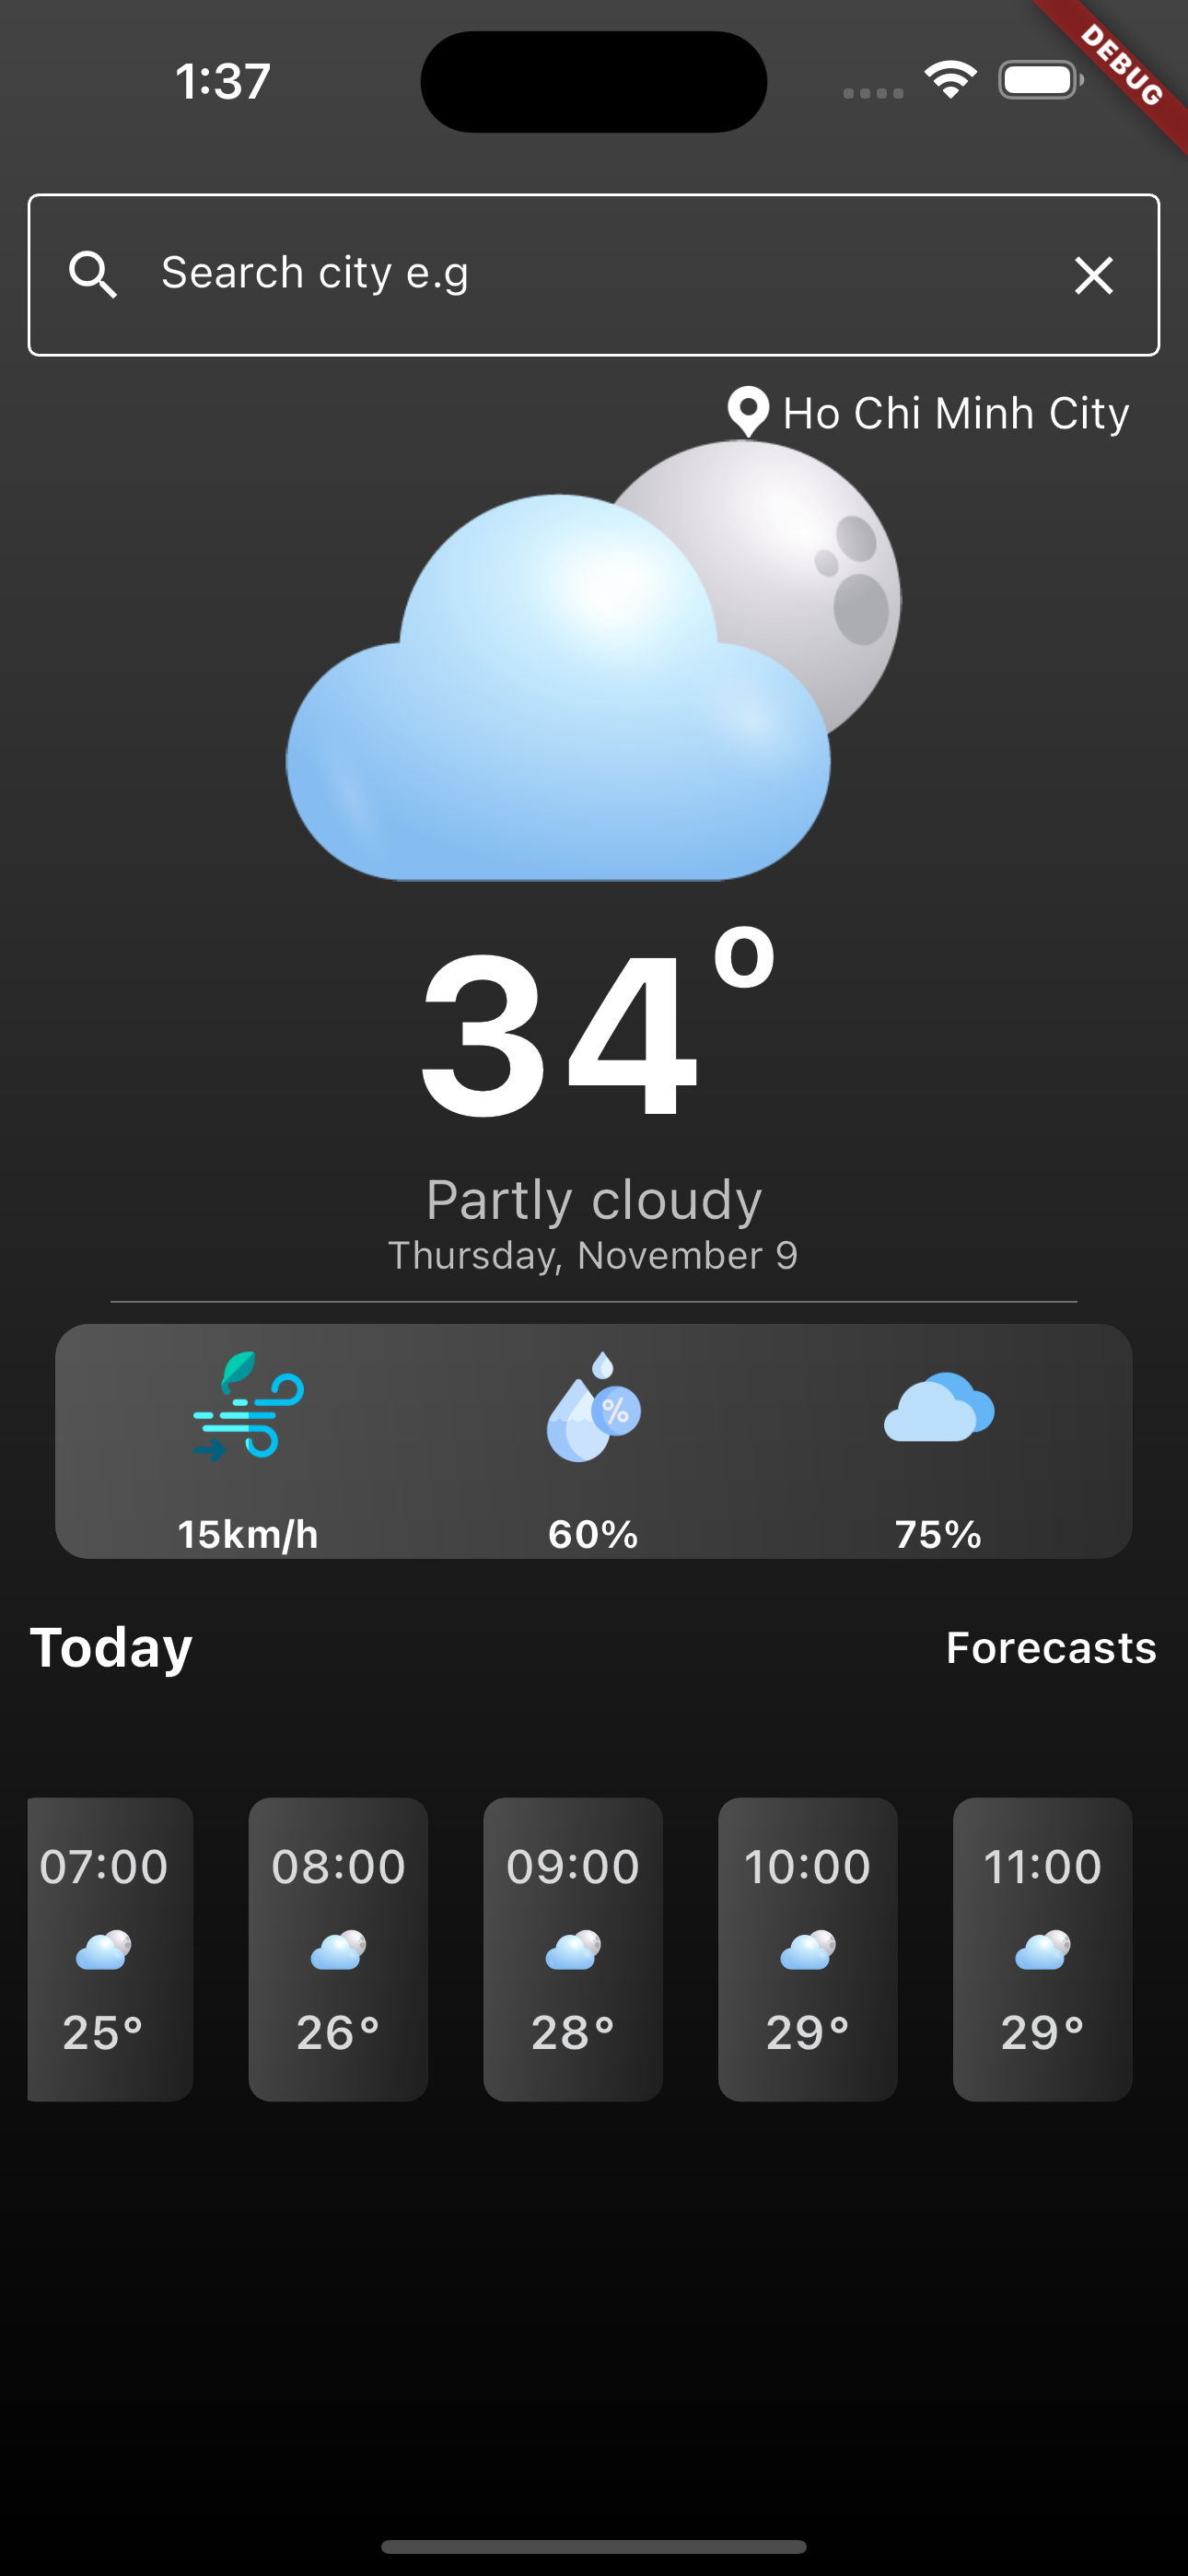 1:37
DEBUG
Search city e.g
Ho Chi Minh City
34°
Partly cloudy
Thursday, November 9
%
15km/h 60% 75%
Today Forecasts
07:00 08:00 09:00 10:00 11:00
25° 26° 28° 29° 29°